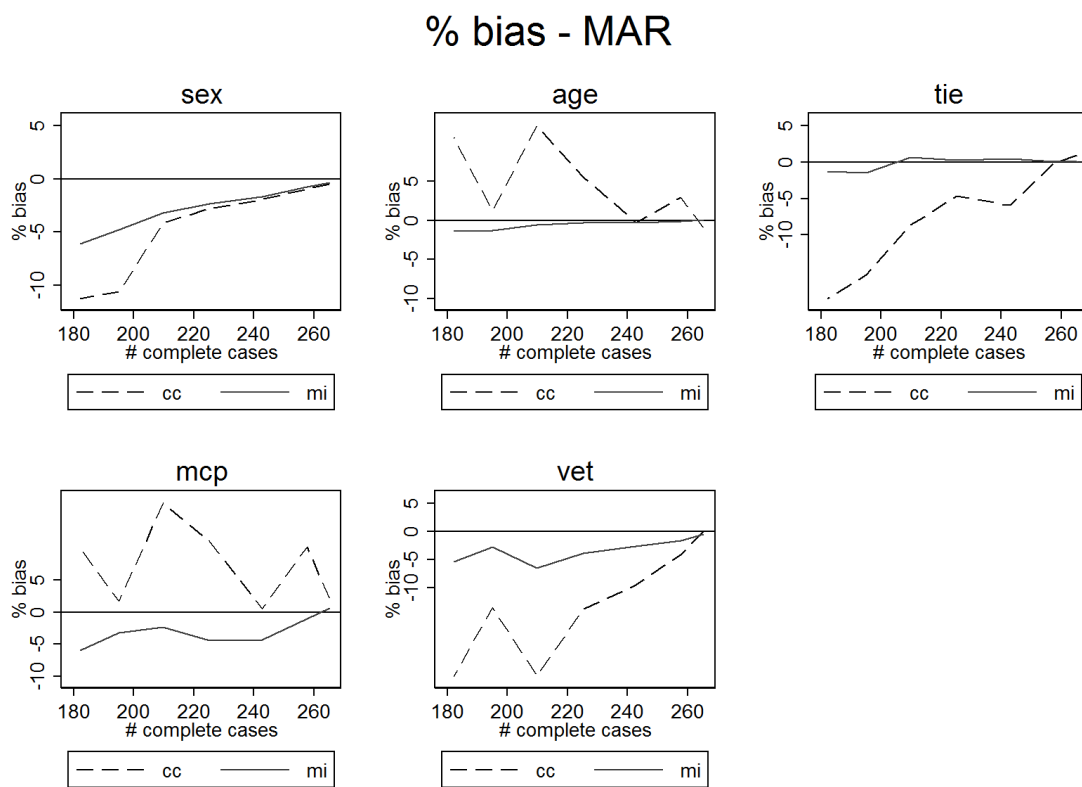 % bias - MAR
sex
5
0
-5
-10
% bias
180 200 220 240 260
# complete cases
cc mi
age
5
0
-5
-10
% bias
180 200 220 240 260
# complete cases
cc mi
tie
5
0
-5
-10
% bias
180 200 220 240 260
# complete cases
cc mi
mcp
5
0
-5
-10
% bias
180 200 220 240 260
# complete cases
cc mi
vet
5
0
-5
-10
% bias
180 200 220 240 260
# complete cases
cc mi